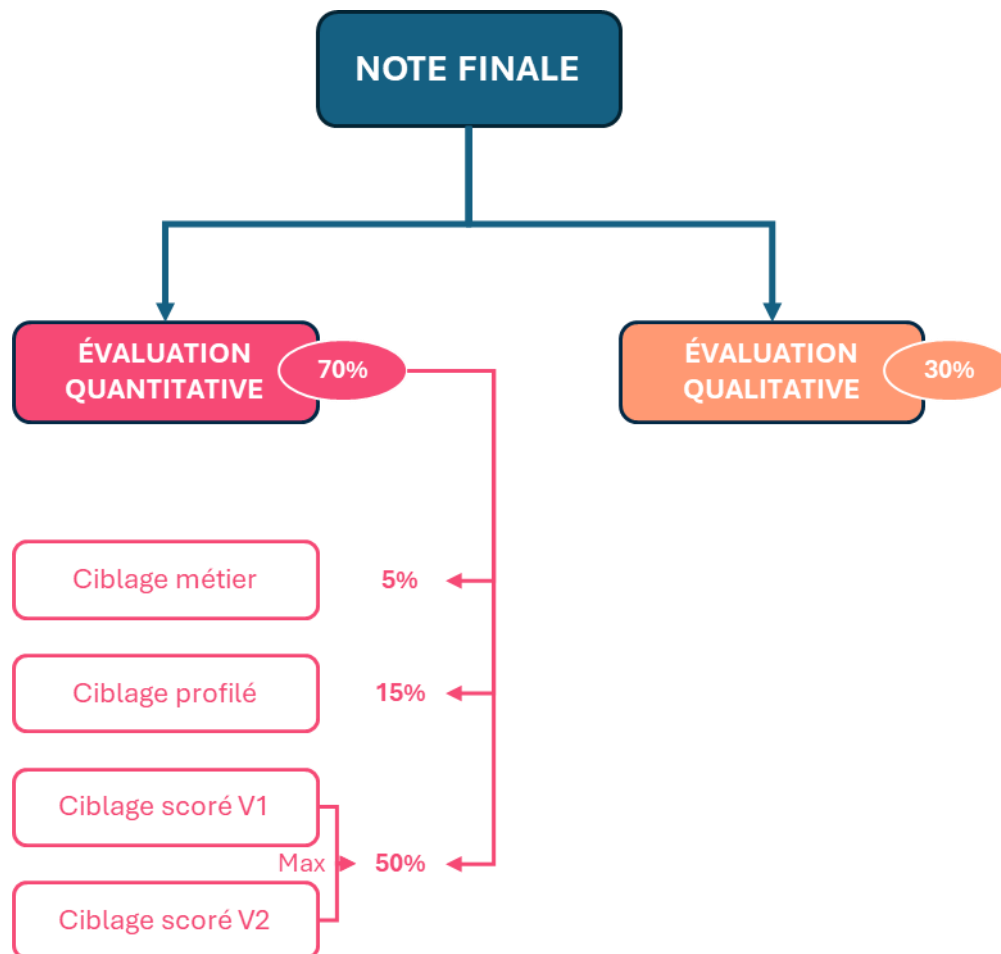 NOTE FINALE
ÉVALUATION
QUANTITATIVE
70%
ÉVALUATION
QUALITATIVE
30%
Ciblage métier
5%
Ciblage profilé
15%
Ciblage scoré V1
Max
50%
Ciblage scoré V2